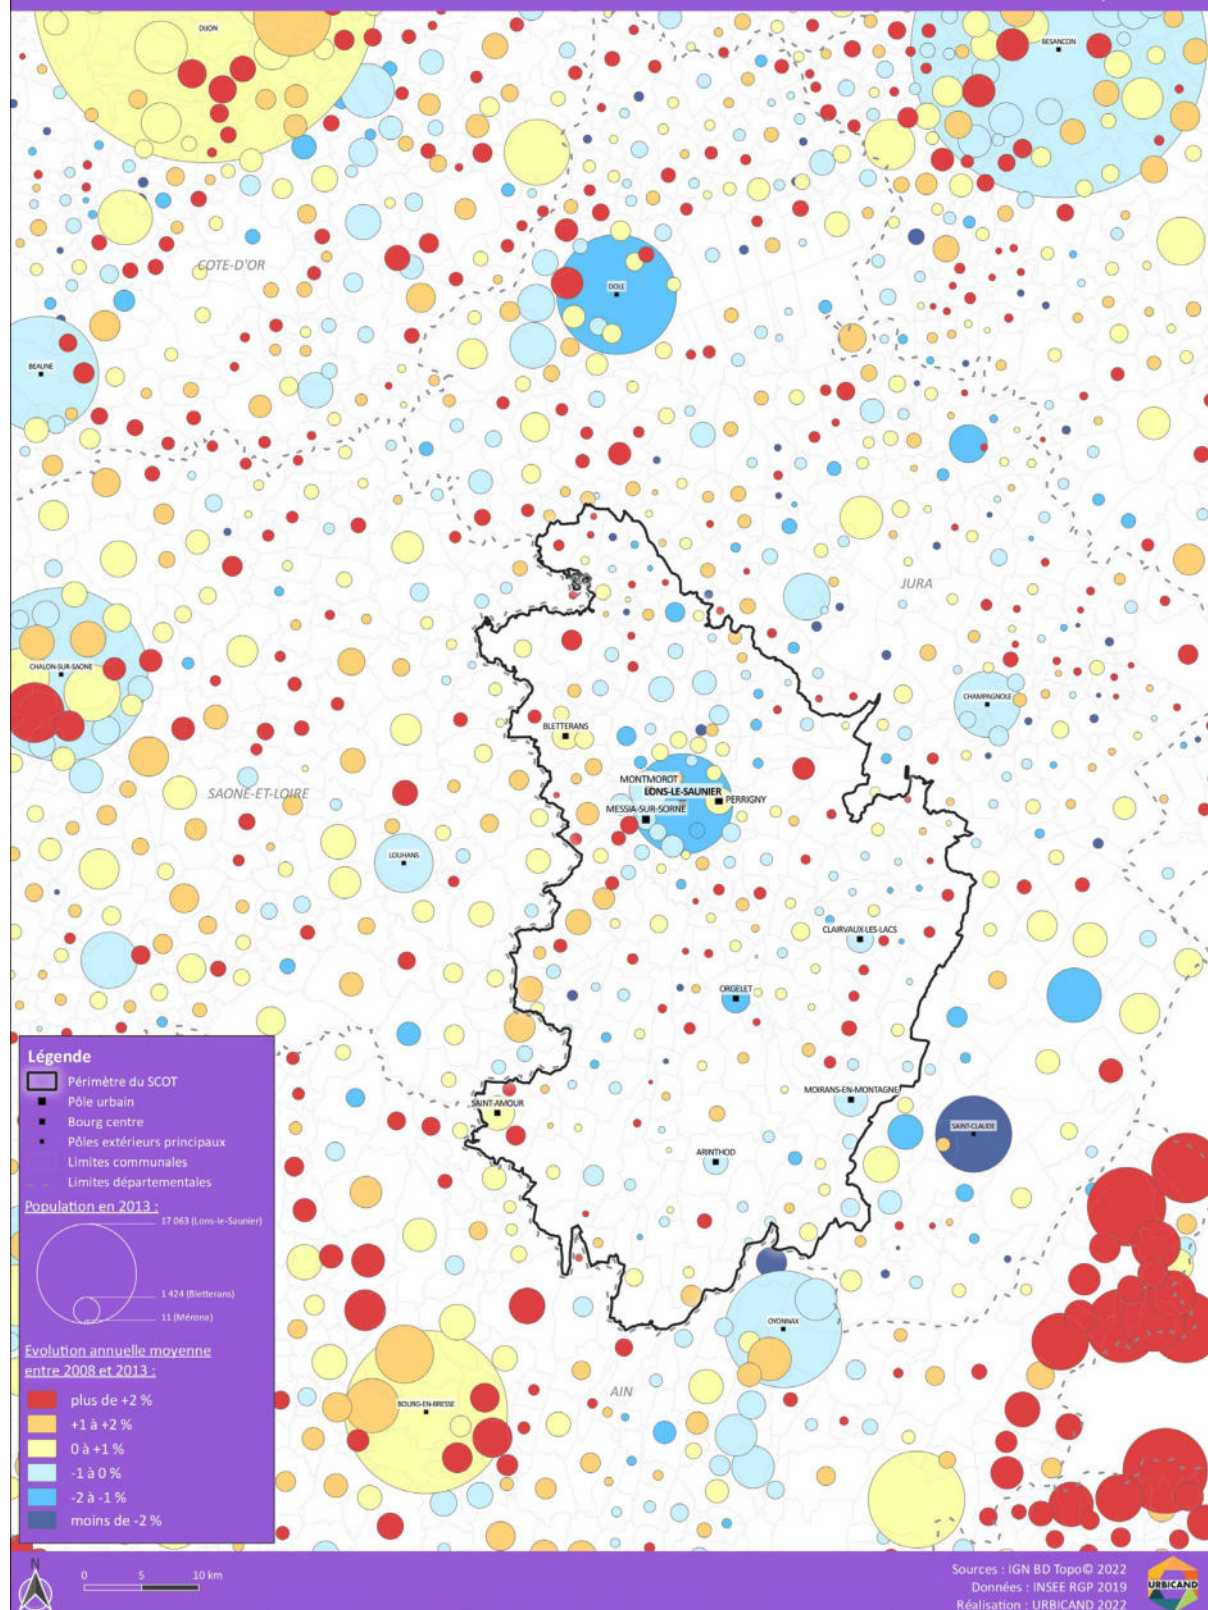 DIJON
BESANCON
COTE-D'OR
DOLE
BEAUNE
JURA
CHALON-SUR-SAONE
CHAMPAGNOLE
BLETTERANS
MONTMOROT
LONS-LE-SAUNIER
PERRIGNY
MESSIA-SUR-SORNE
SAONE-ET-LOIRE
LOUHANS
CLAIRVAUX-LES-LACS
ORGELET
MOIRANS-EN-MONTAGNE
SAINT-AMOUR
SAINT-CLAUDE
ARINTHOD
OYONNAX
AIN
BOURG-EN-BRESSE
Légende
Périmètre du SCOT
Pôle urbain
Bourg centre
Pôles extérieurs principaux
Limites communales
Limites départementales
Population en 2013 :
17 063 (Lons-le-Saunier)
1 424 (Bletterans)
11 (Mérona)
Evolution annuelle moyenne
entre 2008 et 2013 :
plus de +2 %
+1 à +2 %
0 à +1 %
-1 à 0 %
-2 à -1 %
moins de -2 %
N
0 5 10 km
Sources : IGN BD Topo© 2022
Données : INSEE RGP 2019
Réalisation : URBICAND 2022
URBICAND